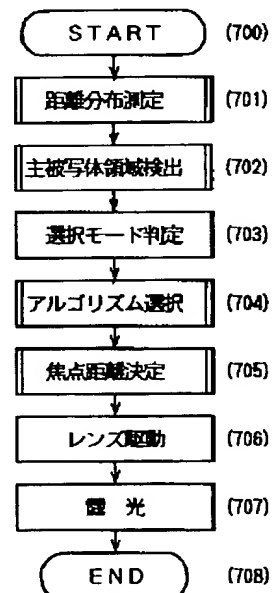 START (700)
距離分布測定 (701)
主被写体領域検出 (702)
選択モード判定 (703)
アルゴリズム選択 (704)
焦点距離決定 (705)
レンズ駆動 (706)
光 (707)
END (708)